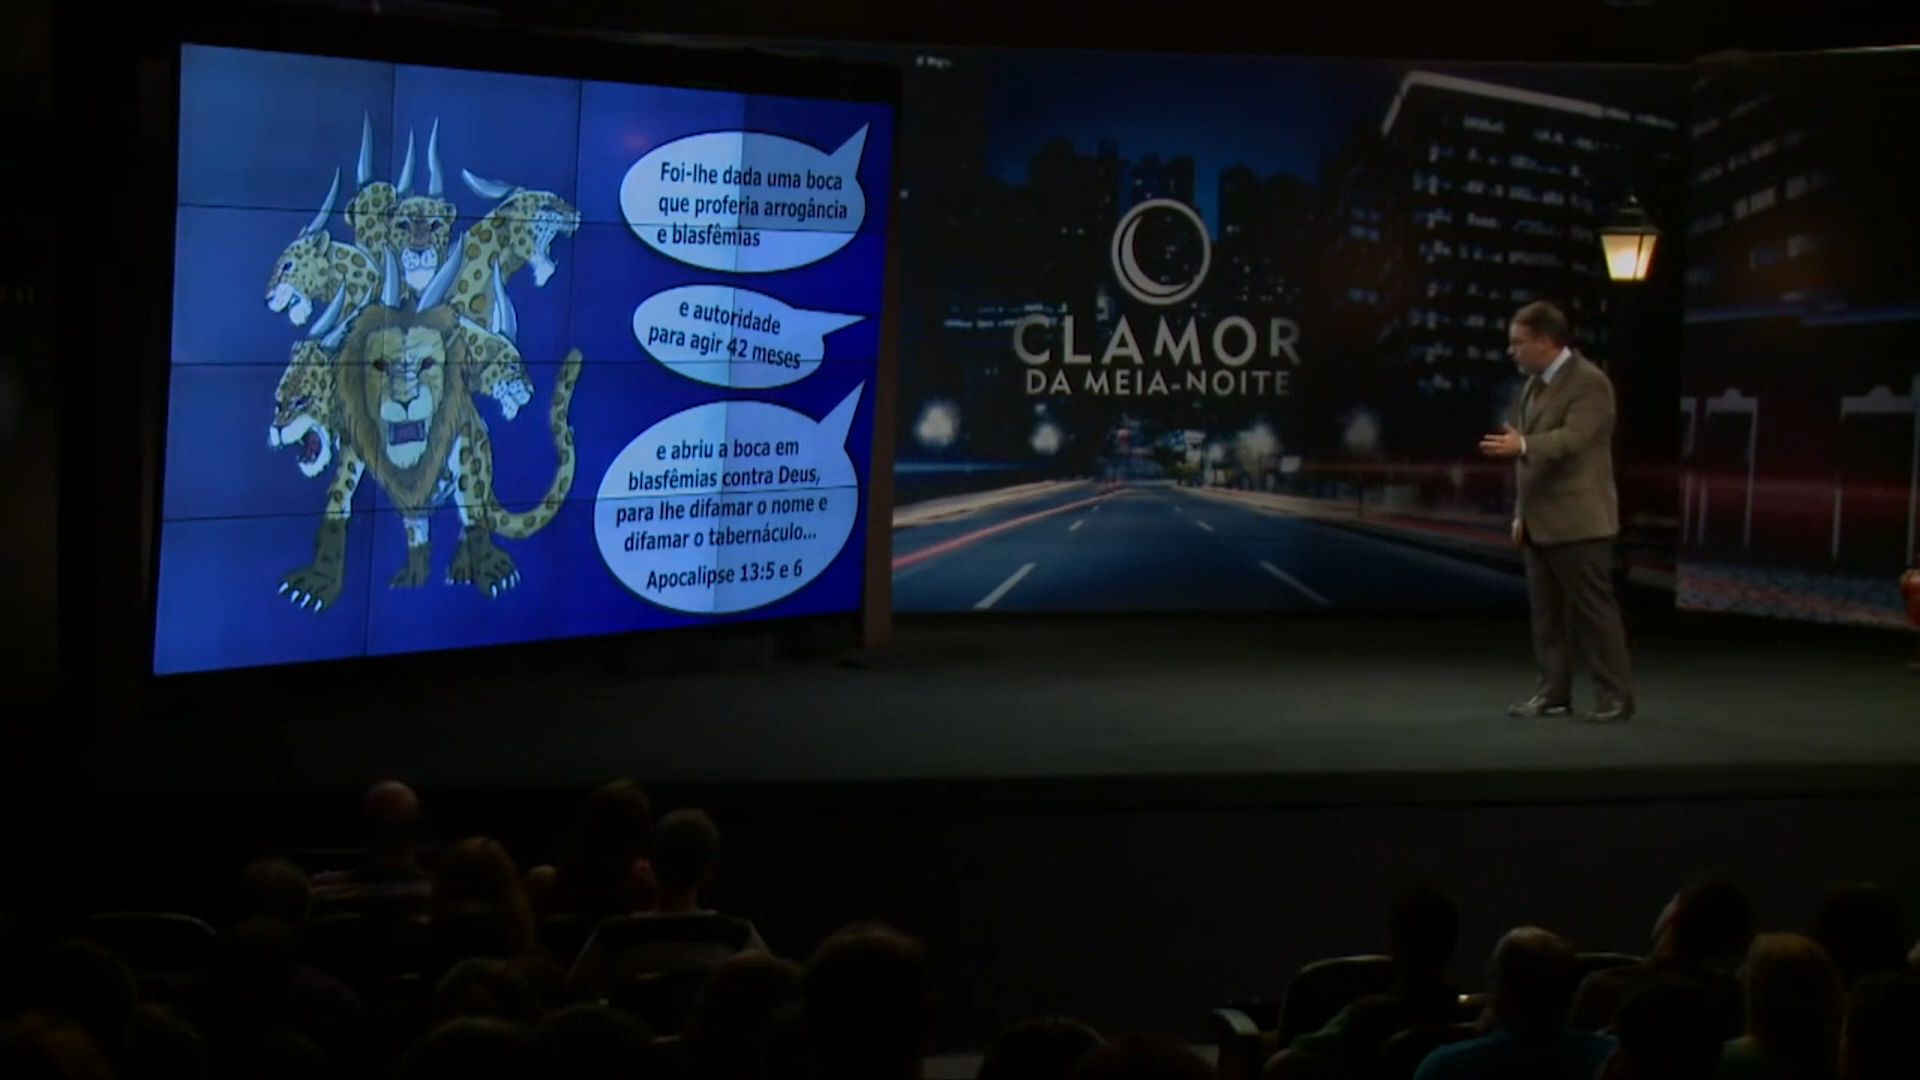 Foi-lhe dada uma boca
que proferia arrogância
e blasfêmias
e autoridade
para agir 42 meses
e abriu a boca em
blasfêmias contra Deus,
para lhe difamar o nome e
difamar o tabernáculo...
Apocalipse 13:5 e 6
CLAMOR
DA MEIA-NOITE